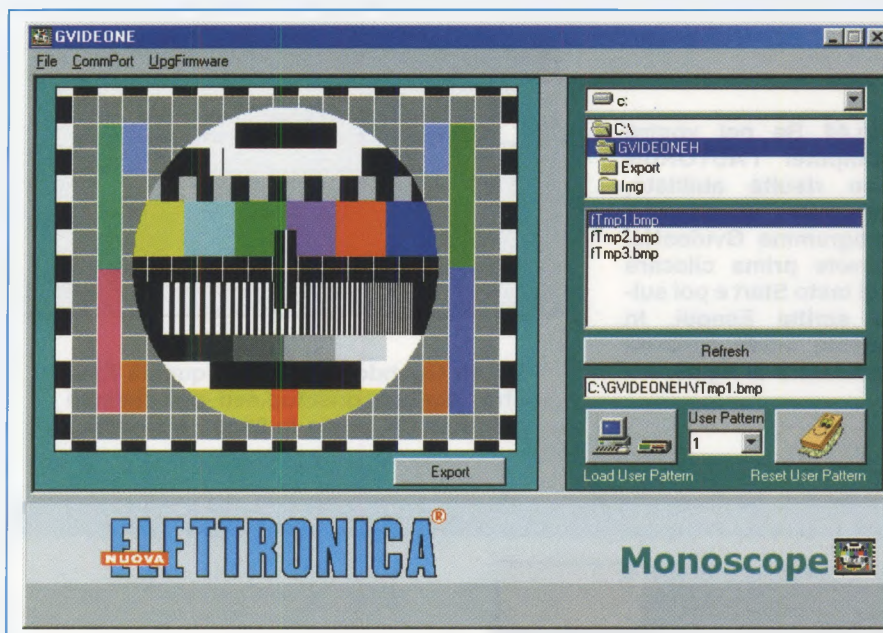 GVIDEONE
File CommPort UpgFirmware
c:
C:\
GVIDEONEH
Export
Img
fTmp1.bmp
fTmp2.bmp
fTmp3.bmp
Refresh
C:\GVIDEONEH\fTmp1.bmp
User Pattern
1
Load User Pattern
Reset User Pattern
Export
NUOVA
ELETTRONICA®
Monoscope